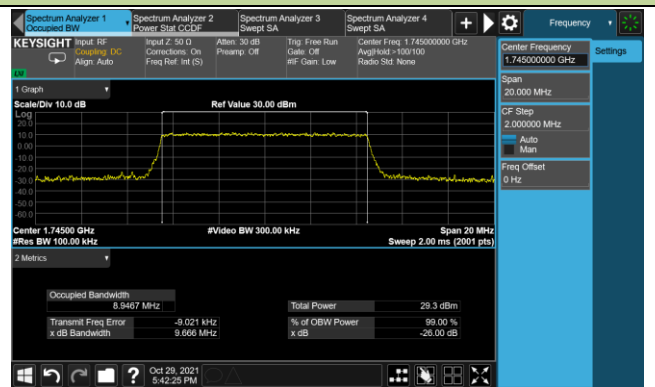 Spectrum Analyzer 1
Occupied BW
Spectrum Analyzer 2
Power Stat CCDF
Spectrum Analyzer 3
Swept SA
Spectrum Analyzer 4
Swept SA
+
Frequency
KEYSIGHT
Input: RF
Coupling: DC
Align: Auto
Input Z: 50 Ω
Corrections: On
Freq Ref: Int (S)
Atten: 30 dB
Preamp: Off
Trig: Free Run
Gate: Off
#IF Gain: Low
Center Freq: 1.745000000 GHz
Avg|Hold:>100/100
Radio Std: None
Center Frequency
1.745000000 GHz
Settings
Span
20.000 MHz
CF Step
2.000000 MHz
Auto
Man
Freq Offset
0 Hz
1 Graph
Scale/Div 10.0 dB
Ref Value 30.00 dBm
Log
20.0
10.0
0.00
-10.0
-20.0
-30.0
-40.0
-50.0
-60.0
Center 1.74500 GHz
#Video BW 300.00 kHz
Span 20 MHz
#Res BW 100.00 kHz
Sweep 2.00 ms (2001 pts)
2 Metrics
Occupied Bandwidth
8.9467 MHz
Total Power
29.3 dBm
Transmit Freq Error
-9.021 kHz
% of OBW Power
99.00 %
x dB Bandwidth
9.666 MHz
x dB
-26.00 dB
?
Oct 29, 2021
5:42:25 PM